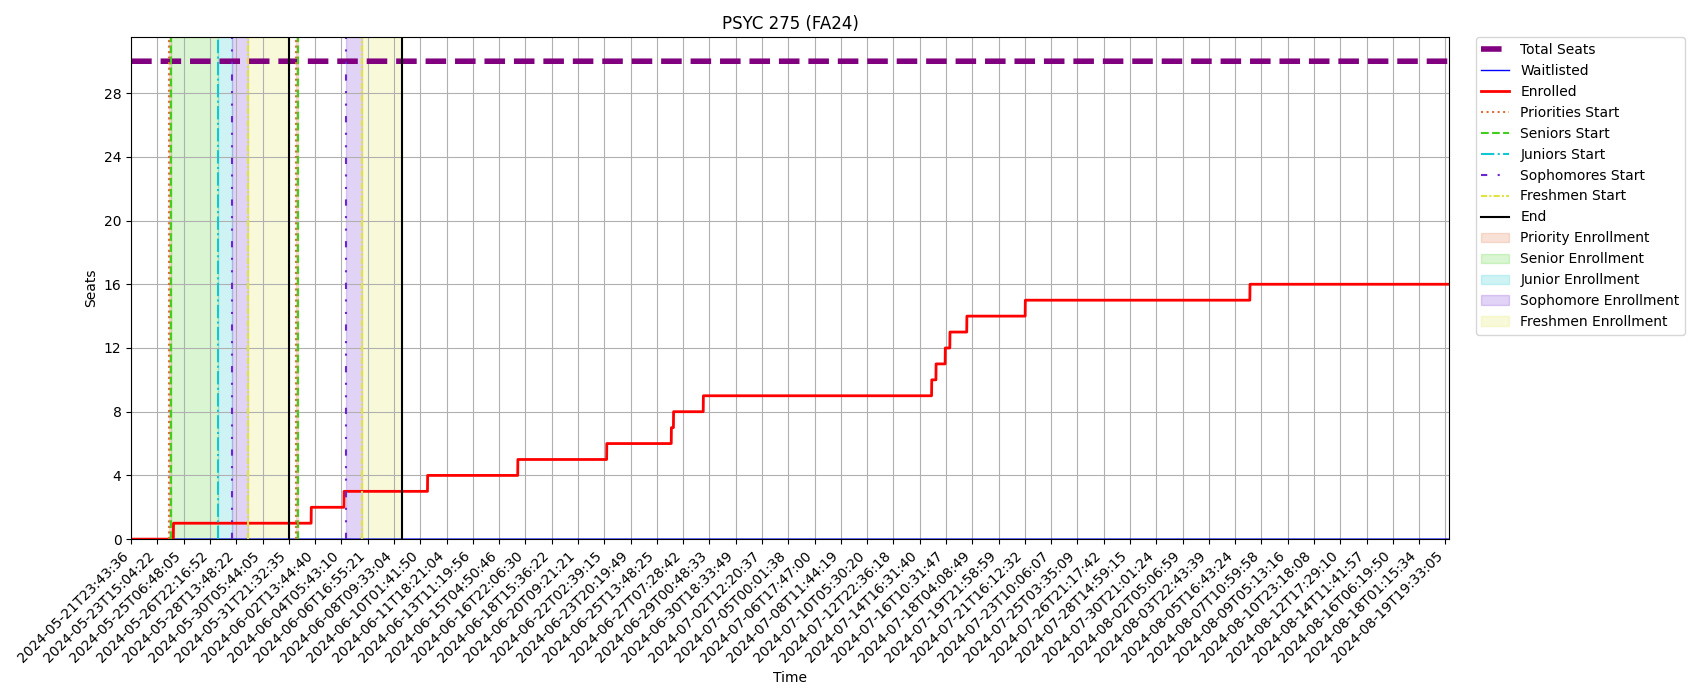 PSYC 275 (FA24)
Total Seats
Waitlisted
Enrolled
Priorities Start
Seniors Start
Juniors Start
Sophomores Start
Freshmen Start
End
Priority Enrollment
Senior Enrollment
Junior Enrollment
Sophomore Enrollment
Freshmen Enrollment
Seats
28
24
20
16
12
8
4
0
2024-05-21T23:43:36
2024-05-23T15:04:22
2024-05-25T06:48:05
2024-05-26T22:16:52
2024-05-28T13:48:22
2024-05-30T05:44:05
2024-05-31T21:32:35
2024-06-02T13:44:40
2024-06-04T05:43:10
2024-06-06T16:55:21
2024-06-08T09:33:04
2024-06-10T01:41:50
2024-06-11T18:21:04
2024-06-13T11:19:56
2024-06-15T04:50:46
2024-06-16T22:06:30
2024-06-18T15:36:22
2024-06-20T09:21:21
2024-06-22T02:39:15
2024-06-23T20:19:49
2024-06-25T13:48:25
2024-06-27T07:28:42
2024-06-29T00:48:33
2024-06-30T18:33:49
2024-07-02T12:20:37
2024-07-05T00:01:38
2024-07-06T17:47:00
2024-07-08T11:44:19
2024-07-10T05:30:20
2024-07-12T22:36:18
2024-07-14T16:31:40
2024-07-16T10:31:47
2024-07-18T04:08:49
2024-07-19T21:58:59
2024-07-21T16:12:32
2024-07-23T10:06:07
2024-07-25T03:35:09
2024-07-26T21:17:42
2024-07-28T14:59:15
2024-07-30T21:01:24
2024-08-02T05:06:59
2024-08-03T22:43:39
2024-08-05T16:43:24
2024-08-07T10:59:58
2024-08-09T05:13:16
2024-08-10T23:18:08
2024-08-12T17:29:10
2024-08-14T11:41:57
2024-08-16T06:19:50
2024-08-18T01:15:34
2024-08-19T19:33:05
Time